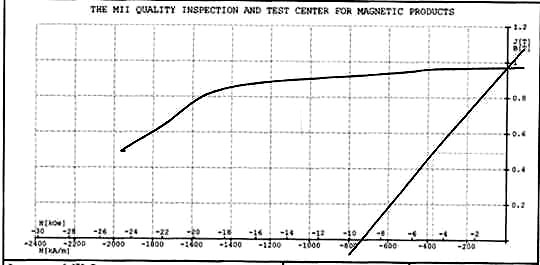 THE MII QUALITY INSPECTION AND TEST CENTER FOR MAGNETIC PRODUCTS
1.2
J[T]
B[T]
1
0.8
0.6
0.4
0.2
H[kOe]
-30 -28 -26 -24 -20 -18 -16 -14 -12 -10 -8 -6 -4 -2
-2400 -2200 -2000 -1800 -1600 -1400 -1200 -1000 -800 -600 -400 -200
H[kA/m]